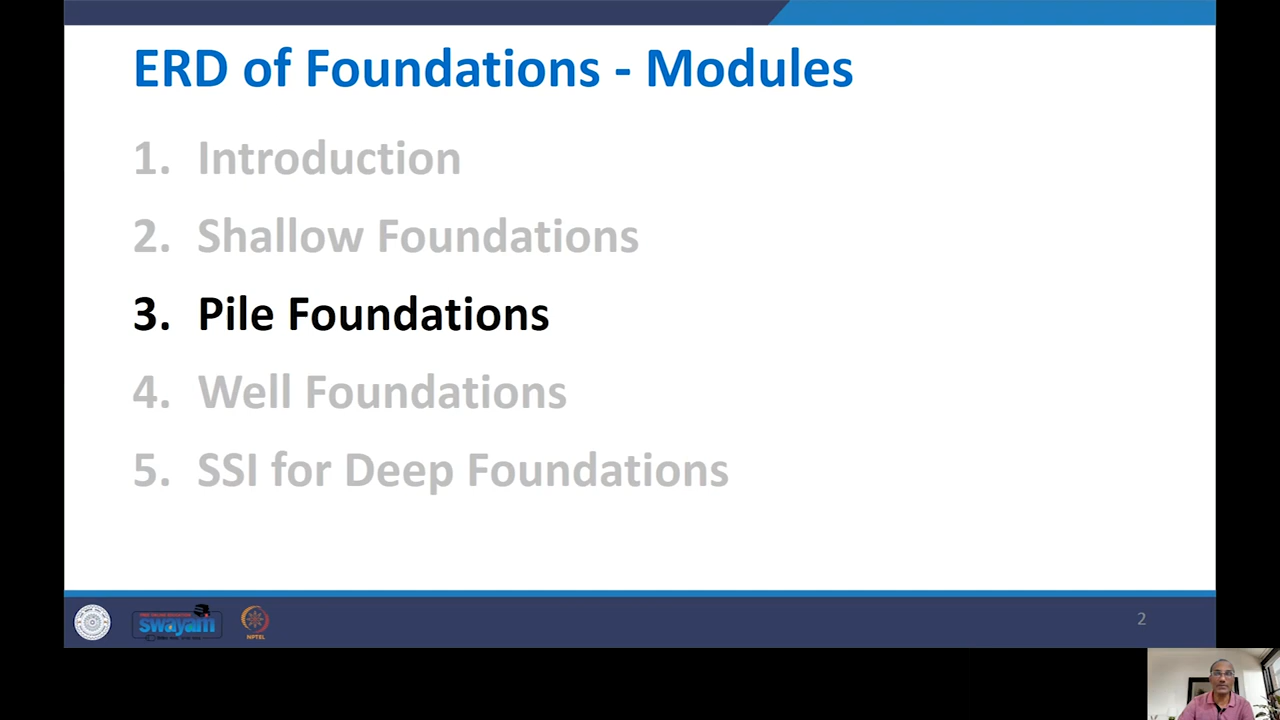 ERD of Foundations - Modules
1. Introduction
2. Shallow Foundations
3. Pile Foundations
4. Well Foundations
5. SSI for Deep Foundations
swayam
NPTEL
2